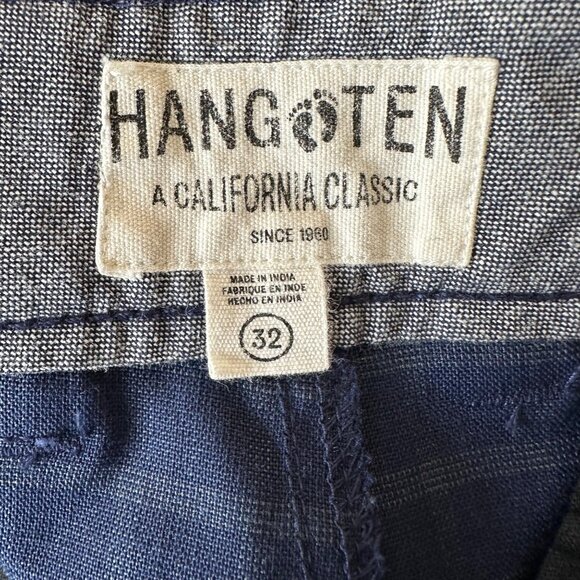 HANG TEN
A CALIFORNIA CLASSIC
SINCE 1960
MADE IN INDIA
FABRIQUE EN INDE
HECHO EN INDIA
32